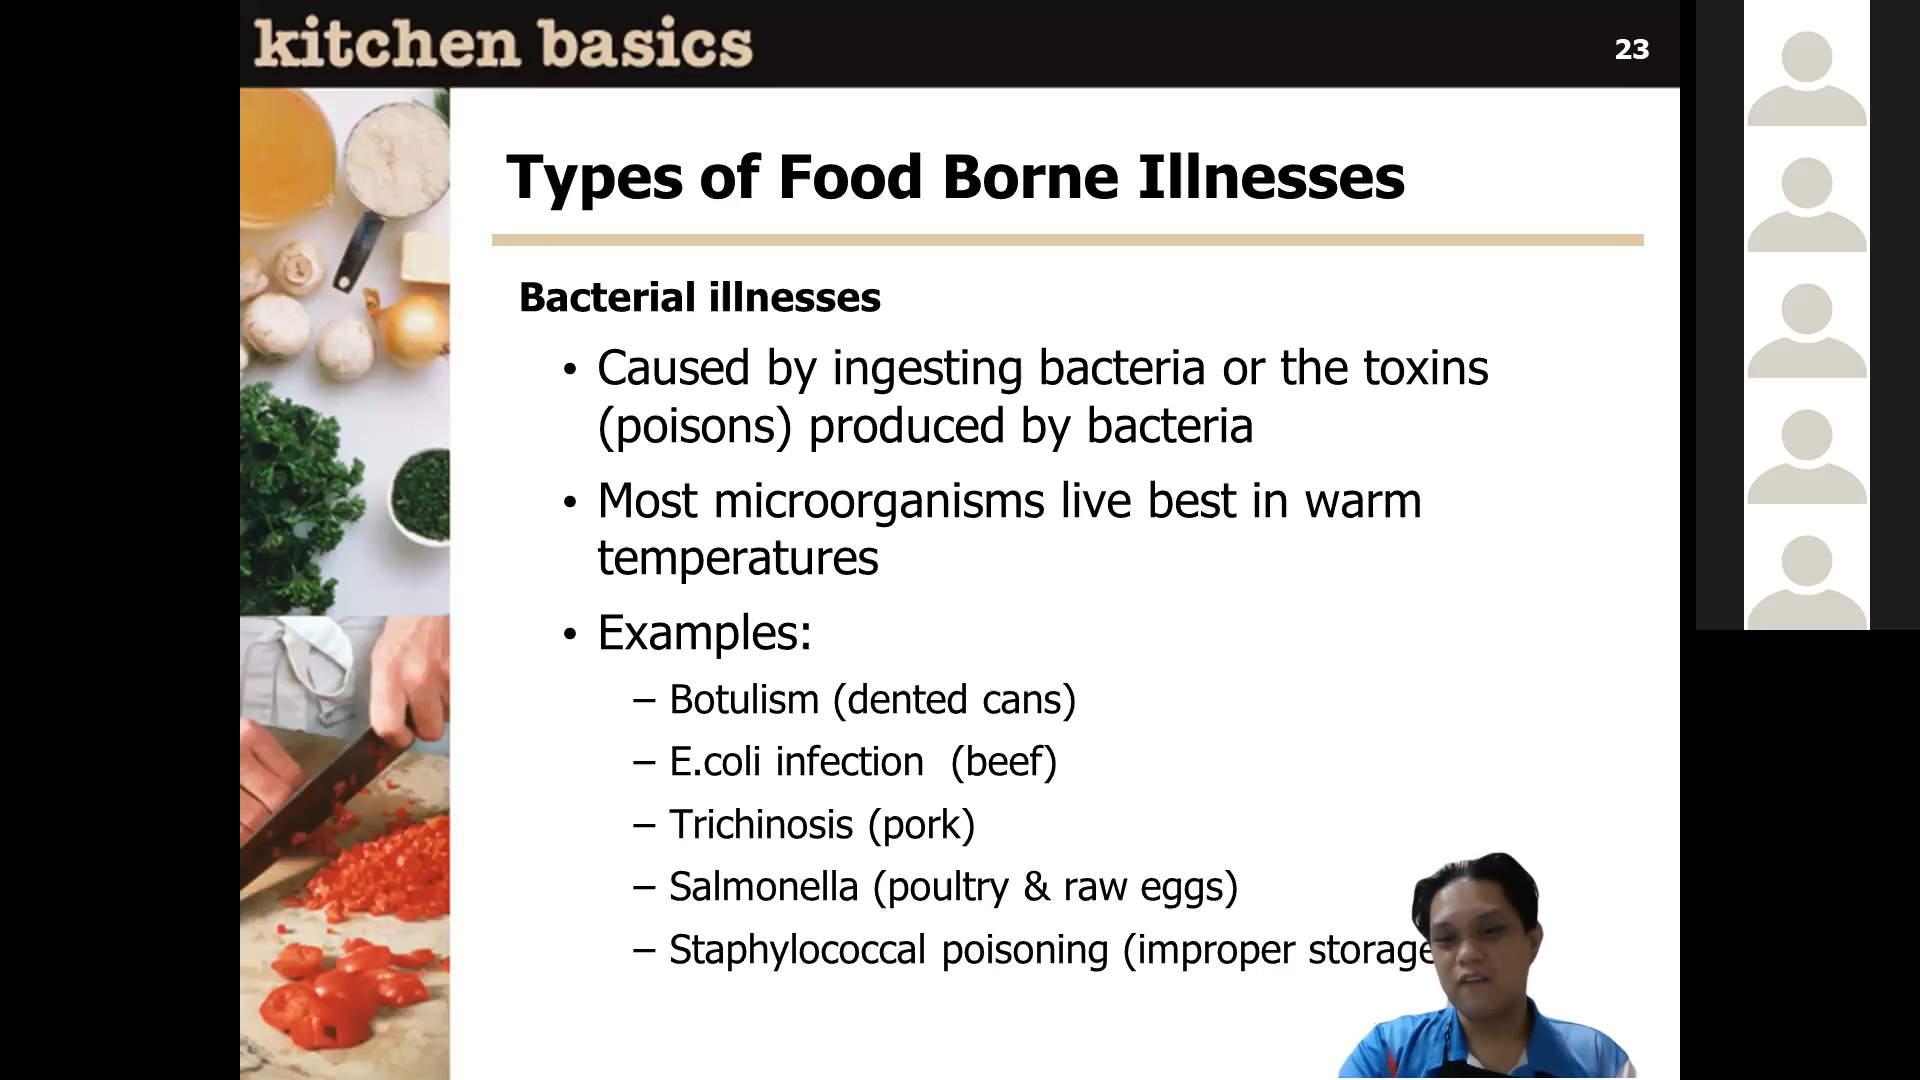 kitchen basics
23
Types of Food Borne Illnesses
Bacterial illnesses
• Caused by ingesting bacteria or the toxins
(poisons) produced by bacteria
• Most microorganisms live best in warm
temperatures
• Examples:
– Botulism (dented cans)
– E.coli infection (beef)
– Trichinosis (pork)
– Salmonella (poultry & raw eggs)
– Staphylococcal poisoning (improper storage